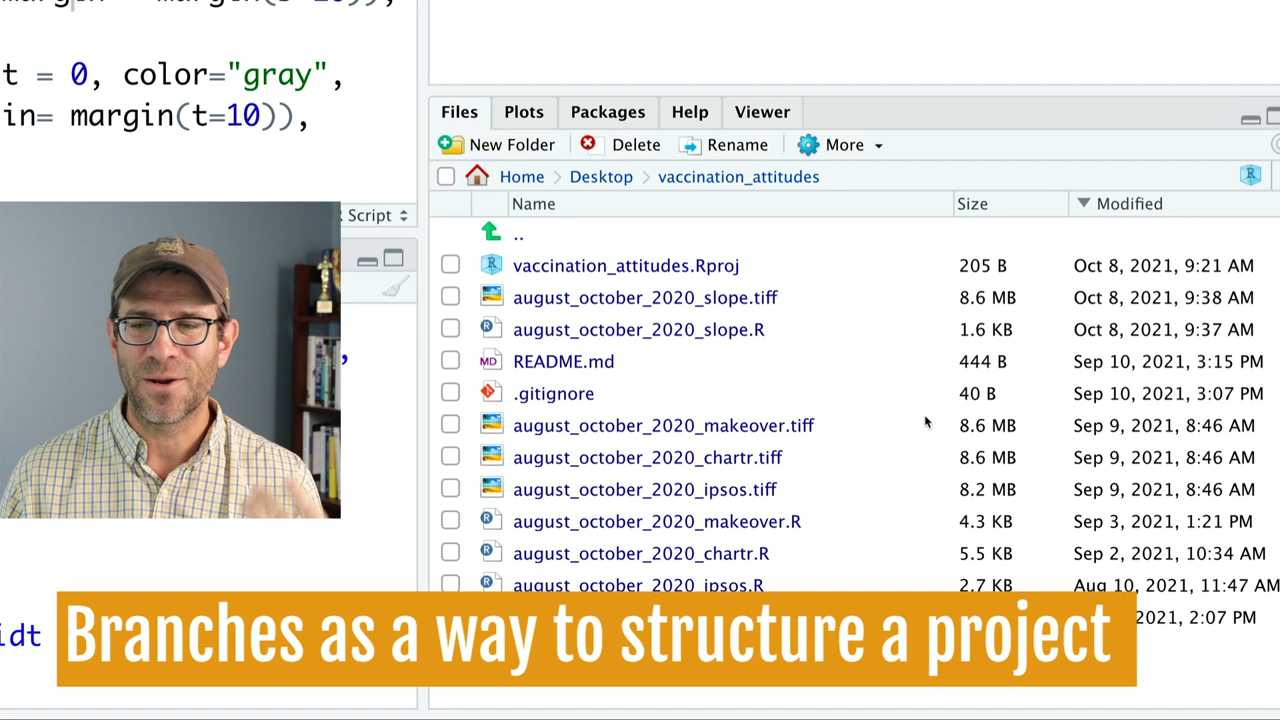 t = 0, color="gray",
in= margin(t=10)),
R Script
idt
Files Plots Packages Help Viewer
New Folder Delete Rename More
Home Desktop vaccination_attitudes
Name Size Modified
..
vaccination_attitudes.Rproj 205 B Oct 8, 2021, 9:21 AM
august_october_2020_slope.tiff 8.6 MB Oct 8, 2021, 9:38 AM
august_october_2020_slope.R 1.6 KB Oct 8, 2021, 9:37 AM
README.md 444 B Sep 10, 2021, 3:15 PM
.gitignore 40 B Sep 10, 2021, 3:07 PM
august_october_2020_makeover.tiff 8.6 MB Sep 9, 2021, 8:46 AM
august_october_2020_chartr.tiff 8.6 MB Sep 9, 2021, 8:46 AM
august_october_2020_ipsos.tiff 8.2 MB Sep 9, 2021, 8:46 AM
august_october_2020_makeover.R 4.3 KB Sep 3, 2021, 1:21 PM
august_october_2020_chartr.R 5.5 KB Sep 2, 2021, 10:34 AM
august_october_2020_ipsos.R 2.7 KB Aug 10, 2021, 11:47 AM
2021, 2:07 PM
Branches as a way to structure a project